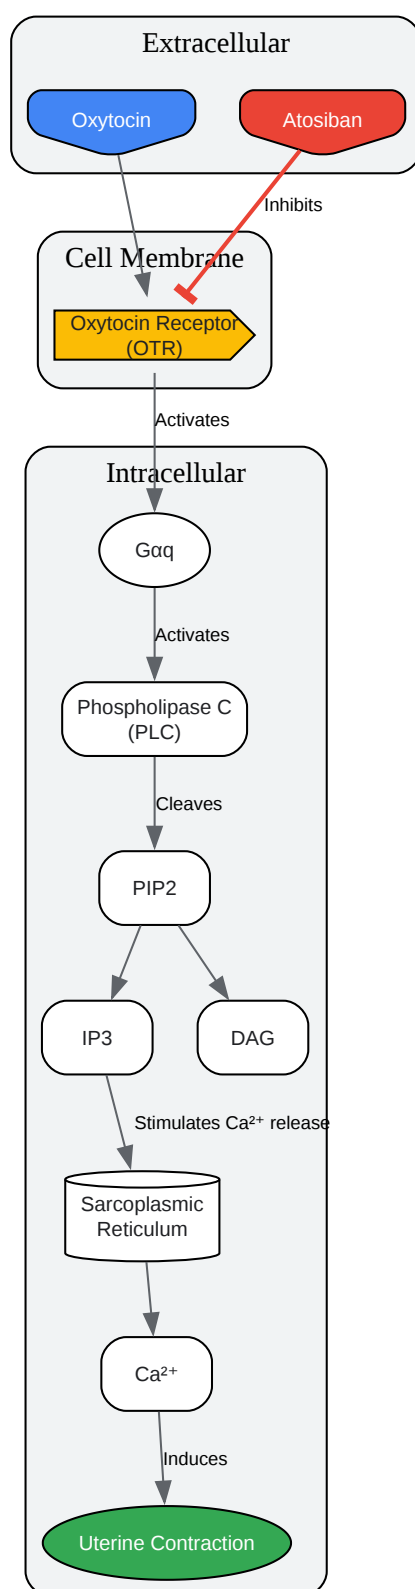 Extracellular
Oxytocin
Atosiban
Inhibits
Cell Membrane
Oxytocin Receptor
(OTR)
Activates
Intracellular
Gαq
Activates
Phospholipase C
(PLC)
Cleaves
PIP2
IP3
DAG
Stimulates Ca²⁺ release
Sarcoplasmic
Reticulum
Ca²⁺
Induces
Uterine Contraction